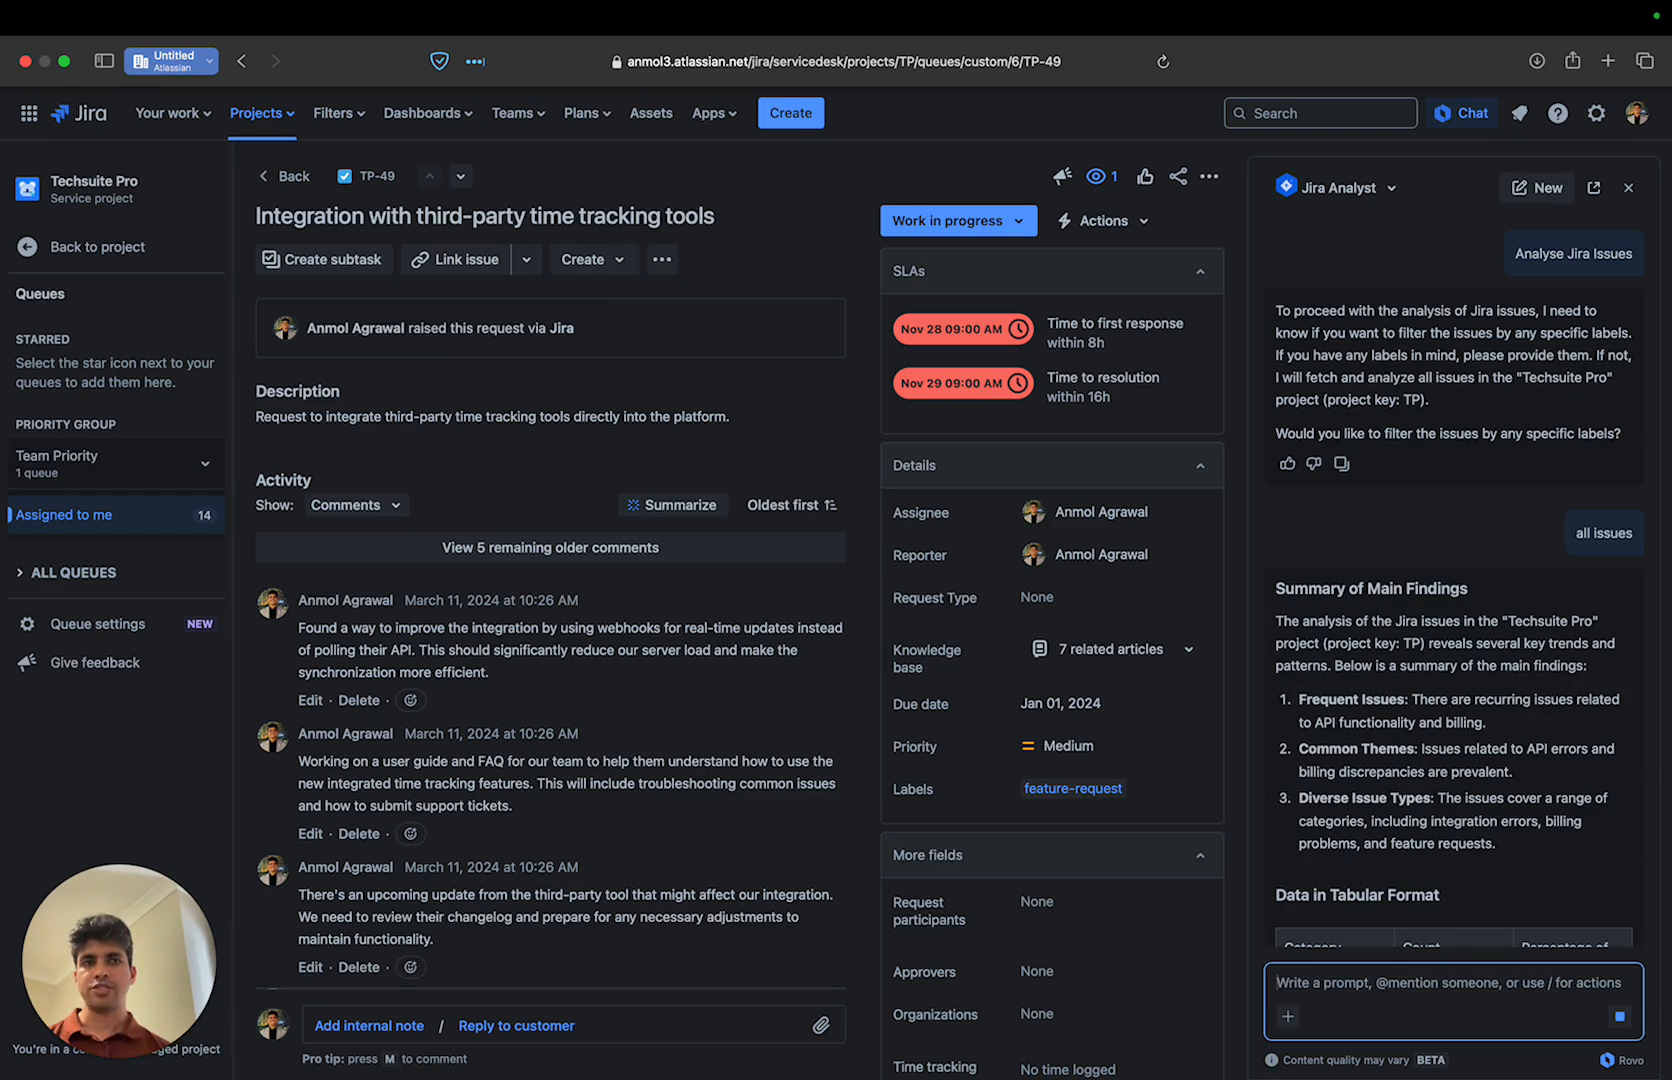 Untitled
Atlassian
anmol3.atlassian.net/jira/servicedesk/projects/TP/queues/custom/6/TP-49
Jira
Your work
Projects
Filters
Dashboards
Teams
Plans
Assets
Apps
Create
Search
Chat
Techsuite Pro
Service project
Back to project
Queues
STARRED
Select the star icon next to your
queues to add them here.
PRIORITY GROUP
Team Priority
1 queue
Assigned to me 14
ALL QUEUES
Queue settings NEW
Give feedback
You're in a
aged project
Back
TP-49
1
Integration with third-party time tracking tools
Create subtask
Link issue
Create
Anmol Agrawal raised this request via Jira
Description
Request to integrate third-party time tracking tools directly into the platform.
Activity
Show: Comments
Summarize
Oldest first
View 5 remaining older comments
Anmol Agrawal March 11, 2024 at 10:26 AM
Found a way to improve the integration by using webhooks for real-time updates instead
of polling their API. This should significantly reduce our server load and make the
synchronization more efficient.
Edit · Delete ·
Anmol Agrawal March 11, 2024 at 10:26 AM
Working on a user guide and FAQ for our team to help them understand how to use the
new integrated time tracking features. This will include troubleshooting common issues
and how to submit support tickets.
Edit · Delete ·
Anmol Agrawal March 11, 2024 at 10:26 AM
There's an upcoming update from the third-party tool that might affect our integration.
We need to review their changelog and prepare for any necessary adjustments to
maintain functionality.
Edit · Delete ·
Add internal note / Reply to customer
Pro tip: press M to comment
Work in progress
Actions
SLAs
Nov 28 09:00 AM
Time to first response
within 8h
Nov 29 09:00 AM
Time to resolution
within 16h
Details
Assignee
Anmol Agrawal
Reporter
Anmol Agrawal
Request Type
None
Knowledge
base
7 related articles
Due date
Jan 01, 2024
Priority
Medium
Labels
feature-request
More fields
Request
participants
None
Approvers
None
Organizations
None
Time tracking
No time logged
Jira Analyst
New
Analyse Jira Issues
To proceed with the analysis of Jira issues, I need to
know if you want to filter the issues by any specific labels.
If you have any labels in mind, please provide them. If not,
I will fetch and analyze all issues in the "Techsuite Pro"
project (project key: TP).
Would you like to filter the issues by any specific labels?
all issues
Summary of Main Findings
The analysis of the Jira issues in the "Techsuite Pro"
project (project key: TP) reveals several key trends and
patterns. Below is a summary of the main findings:
1. Frequent Issues: There are recurring issues related
to API functionality and billing.
2. Common Themes: Issues related to API errors and
billing discrepancies are prevalent.
3. Diverse Issue Types: The issues cover a range of
categories, including integration errors, billing
problems, and feature requests.
Data in Tabular Format
Category
Count
Percentage of
Write a prompt, @mention someone, or use / for actions
Content quality may vary BETA
Rovo